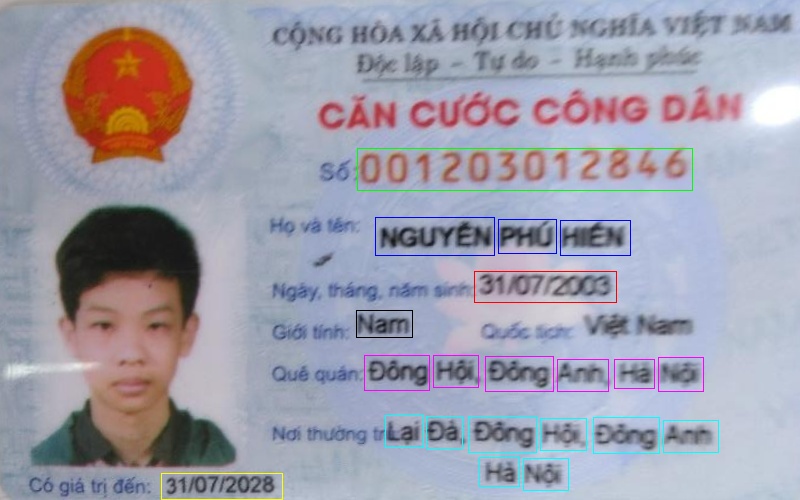 CỘNG HÒA XÃ HỘI CHỦ NGHĨA VIỆT NAM
Độc lập - Tự do - Hạnh phúc
CĂN CƯỚC CÔNG DÂN
Số: 001203012846
Họ và tên: NGUYỄN PHÚ HIỂN
Ngày, tháng, năm sinh: 31/07/2003
Giới tính: Nam Quốc tịch: Việt Nam
Quê quán: Đông Hội, Đông Anh, Hà Nội
Nơi thường tr Lại Đà, Đông Hội, Đông Anh
Hà Nội
Có giá trị đến: 31/07/2028